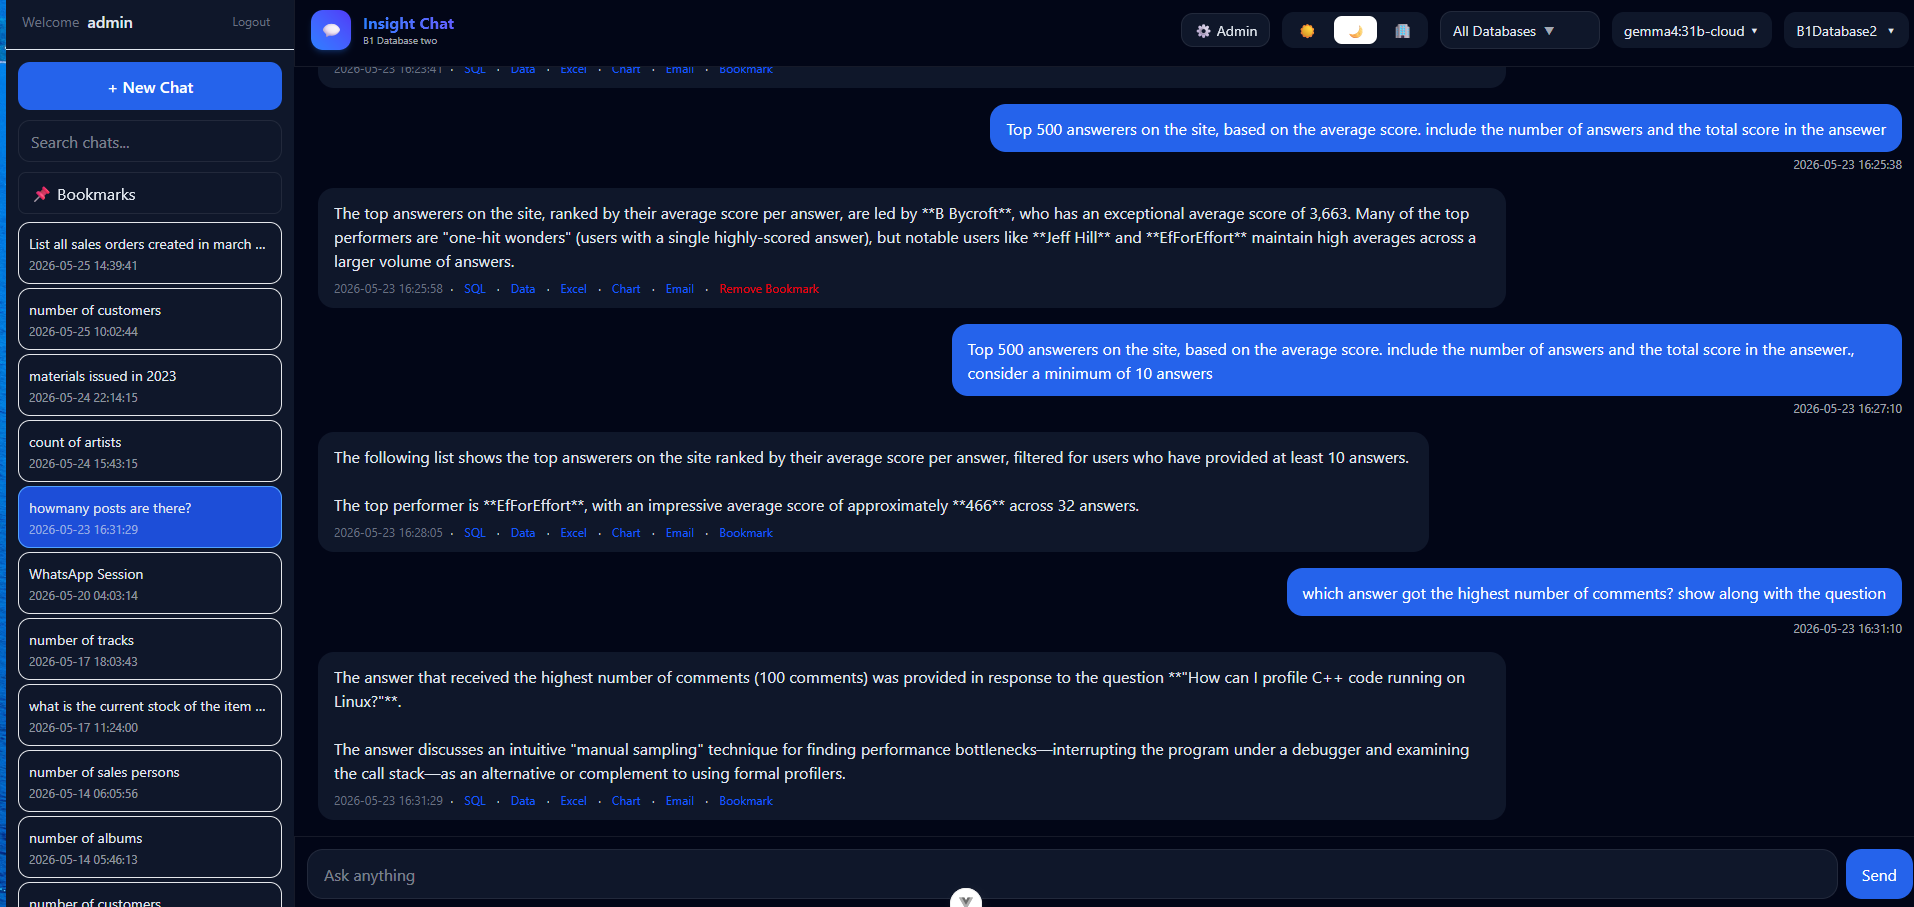 Welcome admin
Logout
+ New Chat
Search chats...
Bookmarks
List all sales orders created in march ...
2026-05-25 14:39:41
number of customers
2026-05-25 10:02:44
materials issued in 2023
2026-05-24 22:14:15
count of artists
2026-05-24 15:43:15
howmany posts are there?
2026-05-23 16:31:29
WhatsApp Session
2026-05-20 04:03:14
number of tracks
2026-05-17 18:03:43
what is the current stock of the item ...
2026-05-17 11:24:00
number of sales persons
2026-05-14 06:05:56
number of albums
2026-05-14 05:46:13
number of customers
Insight Chat
B1 Database two
Admin
All Databases
gemma4:31b-cloud
B1Database2
2026-05-23 16:23:41 · SQL · Data · Excel · Chart · Email · Bookmark
Top 500 answerers on the site, based on the average score. include the number of answers and the total score in the ansewer
2026-05-23 16:25:38
The top answerers on the site, ranked by their average score per answer, are led by **B Bycroft**, who has an exceptional average score of 3,663. Many of the top
performers are "one-hit wonders" (users with a single highly-scored answer), but notable users like **Jeff Hill** and **EfForEffort** maintain high averages across a
larger volume of answers.
2026-05-23 16:25:58 · SQL · Data · Excel · Chart · Email · Remove Bookmark
Top 500 answerers on the site, based on the average score. include the number of answers and the total score in the ansewer.,
consider a minimum of 10 answers
2026-05-23 16:27:10
The following list shows the top answerers on the site ranked by their average score per answer, filtered for users who have provided at least 10 answers.
The top performer is **EfForEffort**, with an impressive average score of approximately **466** across 32 answers.
2026-05-23 16:28:05 · SQL · Data · Excel · Chart · Email · Bookmark
which answer got the highest number of comments? show along with the question
2026-05-23 16:31:10
The answer that received the highest number of comments (100 comments) was provided in response to the question **"How can I profile C++ code running on
Linux?"**.
The answer discusses an intuitive "manual sampling" technique for finding performance bottlenecks—interrupting the program under a debugger and examining
the call stack—as an alternative or complement to using formal profilers.
2026-05-23 16:31:29 · SQL · Data · Excel · Chart · Email · Bookmark
Ask anything
Send